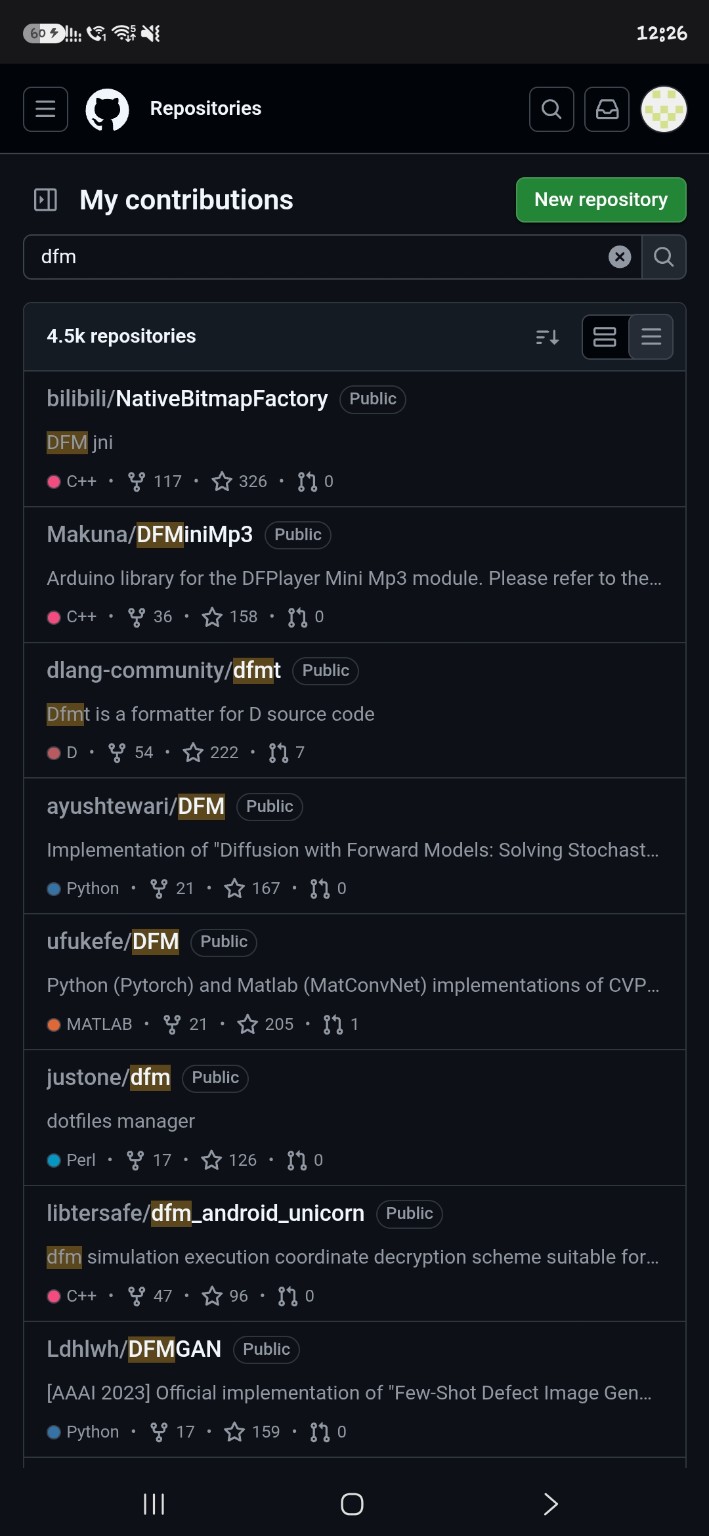 60
12:26
Repositories
My contributions
New repository
dfm
4.5k repositories
bilibili/NativeBitmapFactory Public
DFM jni
C++ • 117 • 326 • 0
Makuna/DFMiniMp3 Public
Arduino library for the DFPlayer Mini Mp3 module. Please refer to the...
C++ • 36 • 158 • 0
dlang-community/dfmt Public
Dfmt is a formatter for D source code
D • 54 • 222 • 7
ayushtewari/DFM Public
Implementation of "Diffusion with Forward Models: Solving Stochast...
Python • 21 • 167 • 0
ufukefe/DFM Public
Python (Pytorch) and Matlab (MatConvNet) implementations of CVP...
MATLAB • 21 • 205 • 1
justone/dfm Public
dotfiles manager
Perl • 17 • 126 • 0
libtersafe/dfm_android_unicorn Public
dfm simulation execution coordinate decryption scheme suitable for...
C++ • 47 • 96 • 0
Ldhlwh/DFMGAN Public
[AAAI 2023] Official implementation of "Few-Shot Defect Image Gen...
Python • 17 • 159 • 0